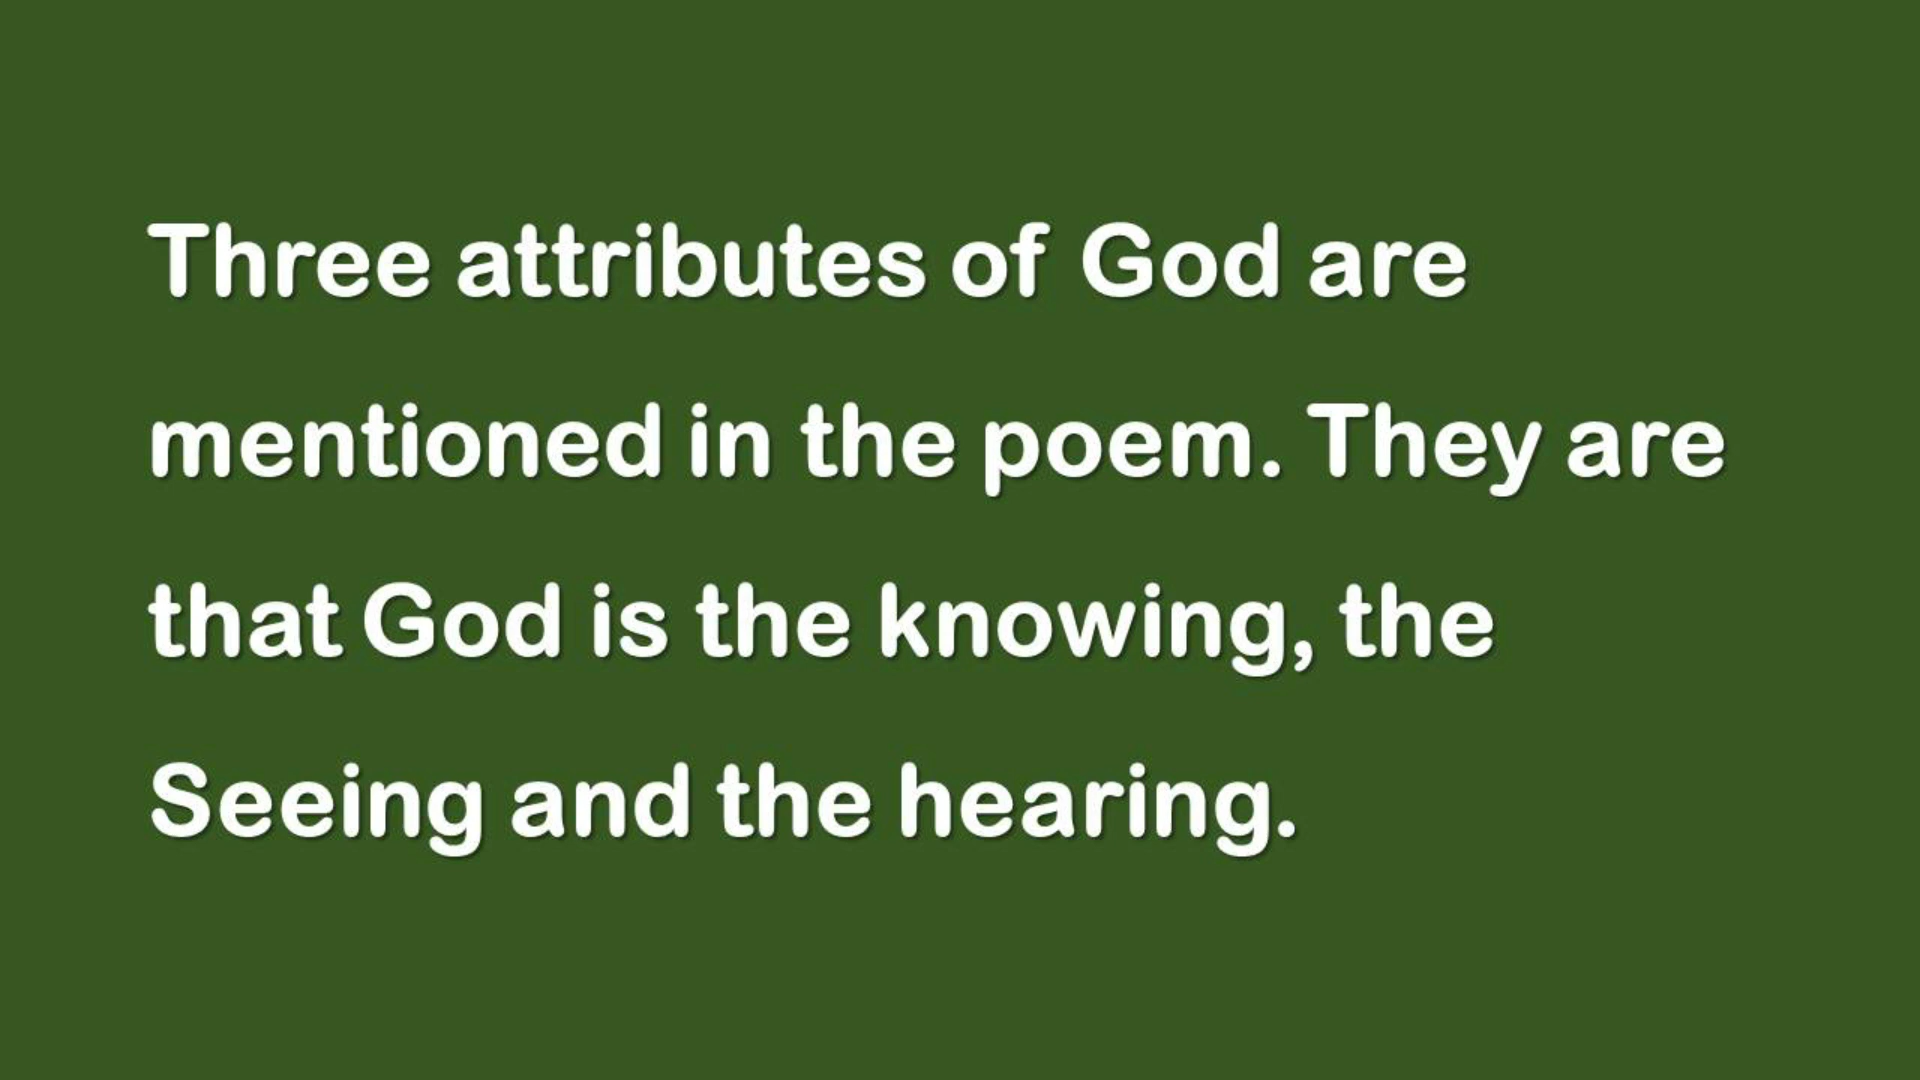 Three attributes of God are
mentioned in the poem. They are
that God is the knowing, the
Seeing and the hearing.